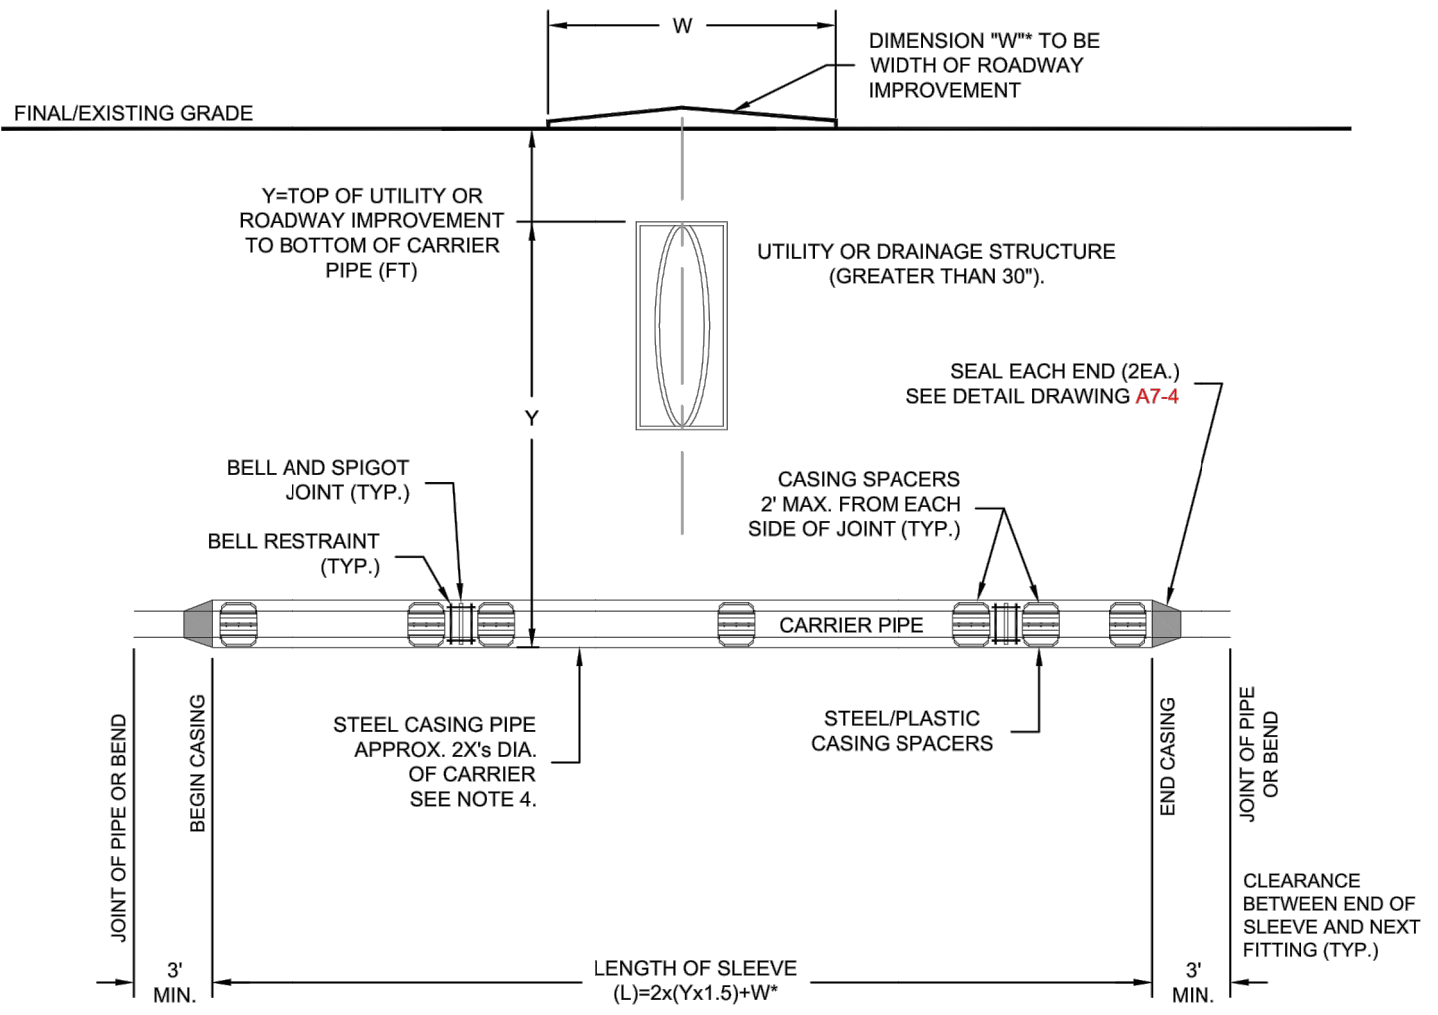 W
DIMENSION "W"* TO BE
WIDTH OF ROADWAY
IMPROVEMENT
FINAL/EXISTING GRADE
Y=TOP OF UTILITY OR
ROADWAY IMPROVEMENT
TO BOTTOM OF CARRIER
PIPE (FT)
UTILITY OR DRAINAGE STRUCTURE
(GREATER THAN 30").
SEAL EACH END (2EA.)
SEE DETAIL DRAWING A7-4
Y
BELL AND SPIGOT
JOINT (TYP.)
CASING SPACERS
2' MAX. FROM EACH
SIDE OF JOINT (TYP.)
BELL RESTRAINT
(TYP.)
CARRIER PIPE
STEEL CASING PIPE
APPROX. 2X's DIA.
OF CARRIER
SEE NOTE 4.
STEEL/PLASTIC
CASING SPACERS
JOINT OF PIPE OR BEND
BEGIN CASING
END CASING
JOINT OF PIPE
OR BEND
CLEARANCE
BETWEEN END OF
SLEEVE AND NEXT
FITTING (TYP.)
3'
MIN.
LENGTH OF SLEEVE
(L)=2x(Yx1.5)+W*
3'
MIN.